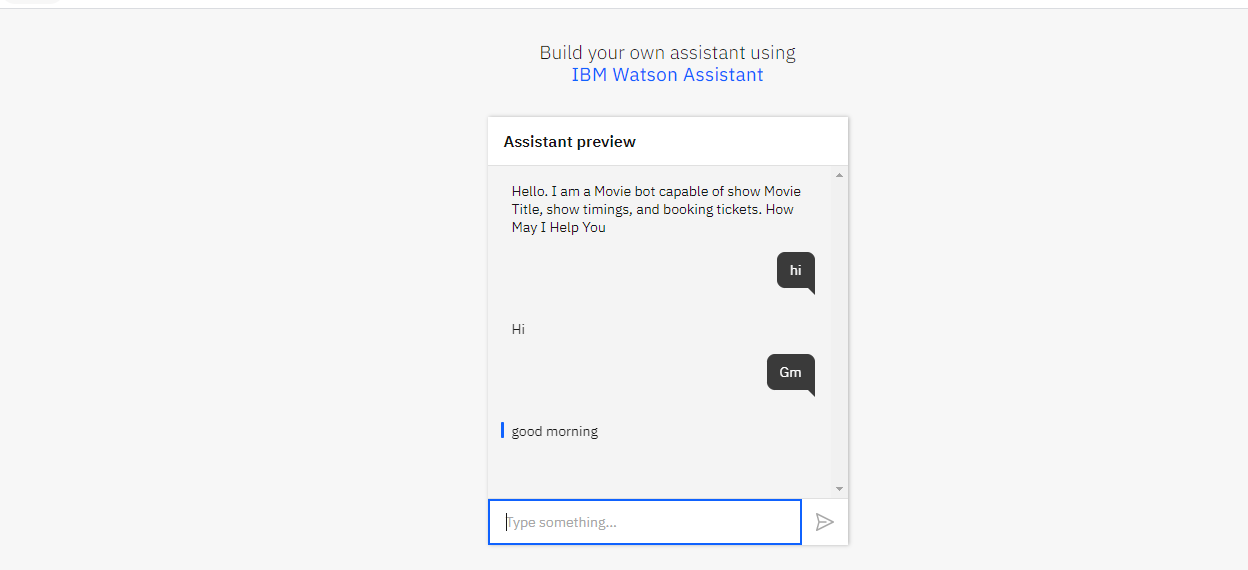 Build your own assistant using
IBM Watson Assistant
Assistant preview
Hello. I am a Movie bot capable of show Movie
Title, show timings, and booking tickets. How
May I Help You
hi
Hi
Gm
good morning
Type something...